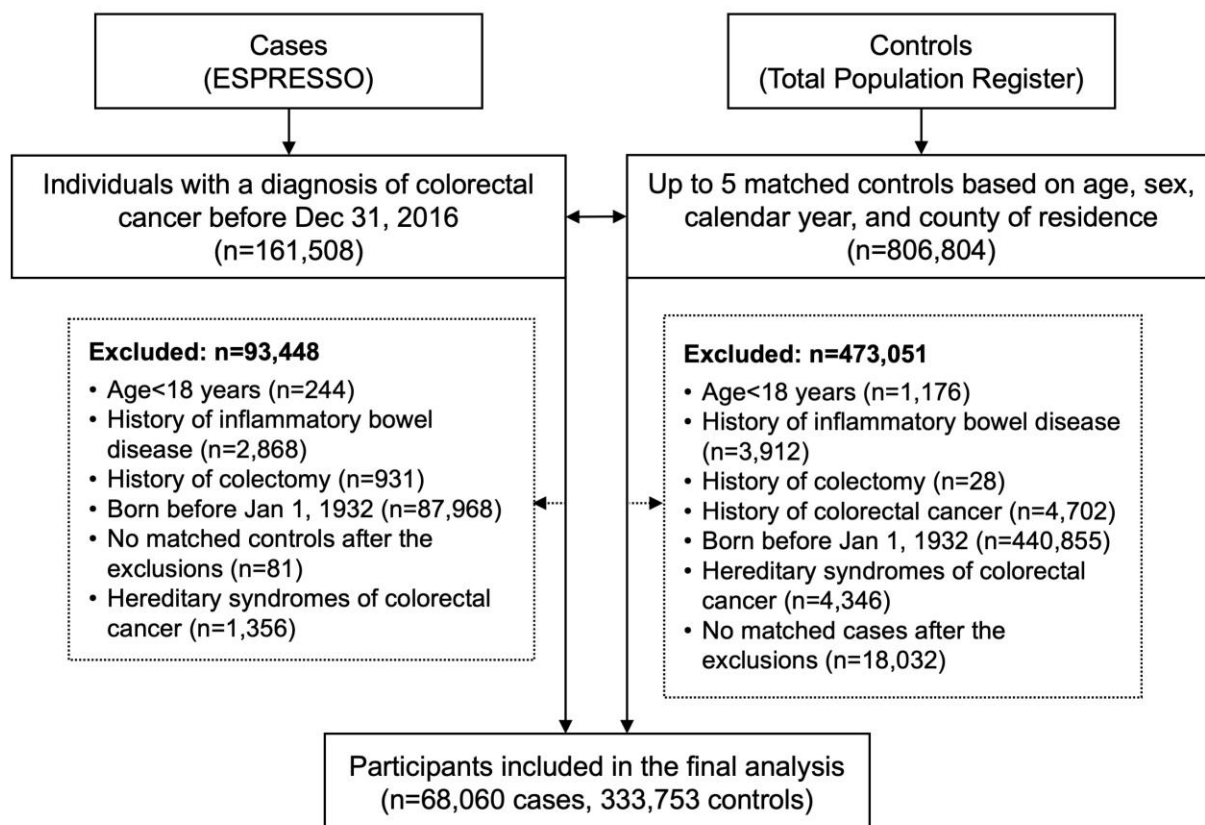 Cases
(ESPRESSO)
Controls
(Total Population Register)
Individuals with a diagnosis of colorectal
cancer before Dec 31, 2016
(n=161,508)
Up to 5 matched controls based on age, sex,
calendar year, and county of residence
(n=806,804)
Excluded: n=93,448
• Age<18 years (n=244)
• History of inflammatory bowel
disease (n=2,868)
• History of colectomy (n=931)
• Born before Jan 1, 1932 (n=87,968)
• No matched controls after the
exclusions (n=81)
• Hereditary syndromes of colorectal
cancer (n=1,356)
Excluded: n=473,051
• Age<18 years (n=1,176)
• History of inflammatory bowel disease
(n=3,912)
• History of colectomy (n=28)
• History of colorectal cancer (n=4,702)
• Born before Jan 1, 1932 (n=440,855)
• Hereditary syndromes of colorectal
cancer (n=4,346)
• No matched cases after the
exclusions (n=18,032)
Participants included in the final analysis
(n=68,060 cases, 333,753 controls)